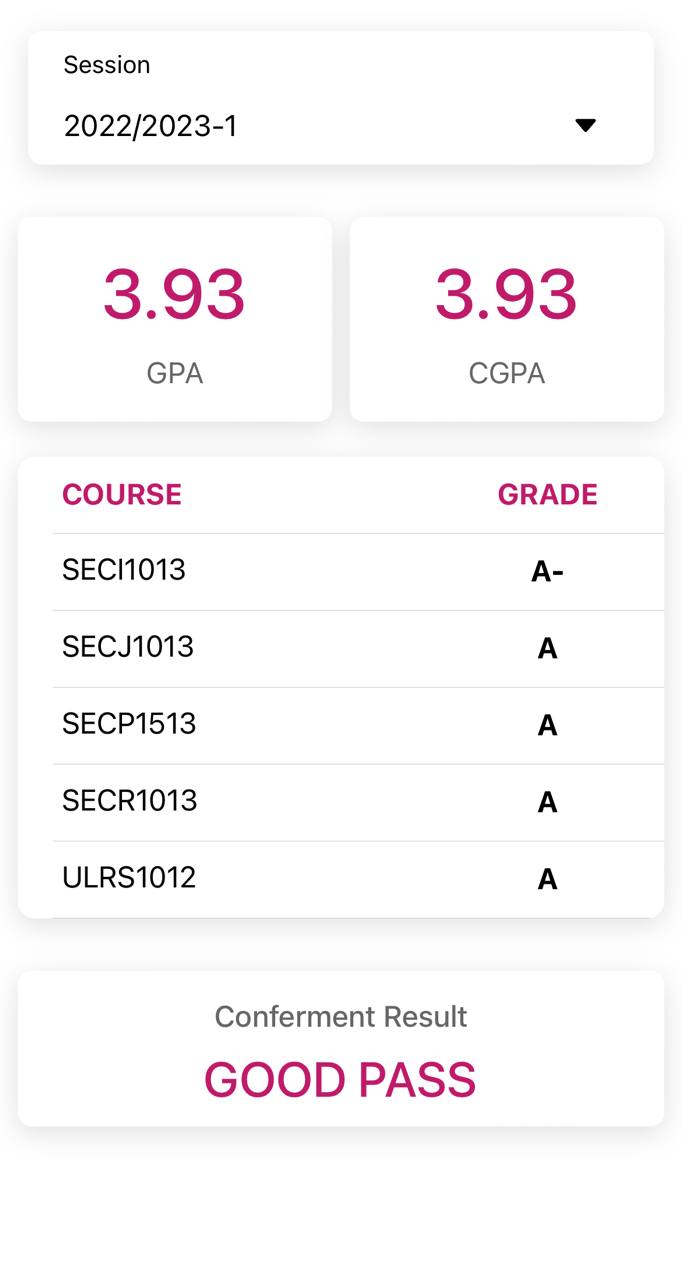 Session
2022/2023-1
3.93 3.93
GPA CGPA
COURSE GRADE
SECI1013 A-
SECJ1013 A
SECP1513 A
SECR1013 A
ULRS1012 A
Conferment Result
GOOD PASS